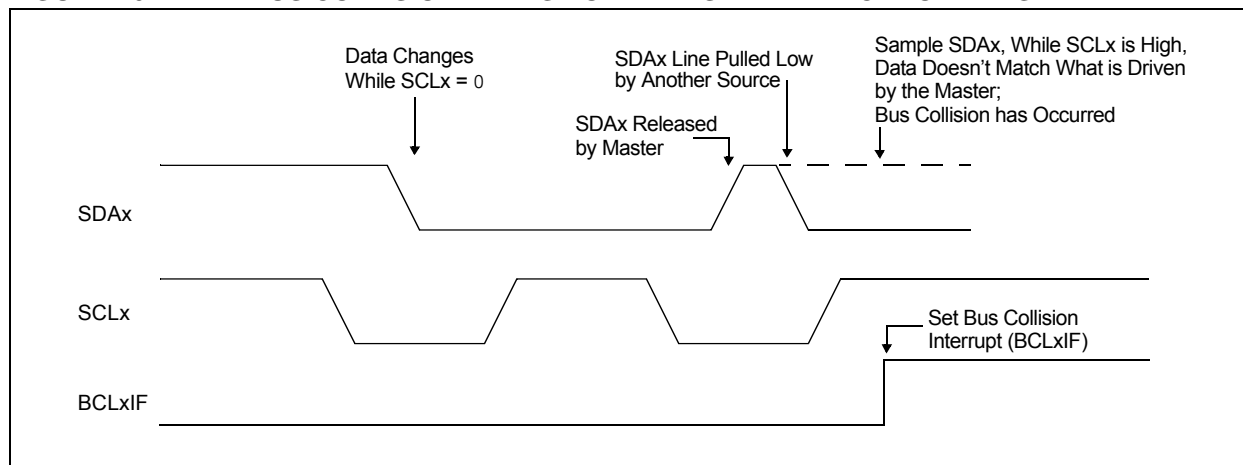 Data Changes
While SCLx = 0
SDAx Line Pulled Low
by Another Source
Sample SDAx, While SCLx is High,
Data Doesn't Match What is Driven
by the Master;
Bus Collision has Occurred
SDAx Released
by Master
SDAx
SCLx
Set Bus Collision
Interrupt (BCLxIF)
BCLxIF